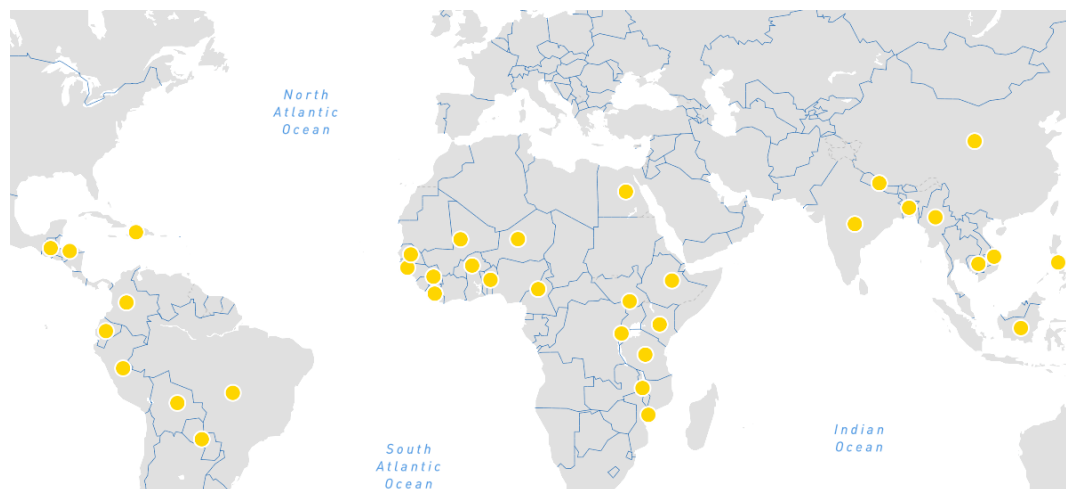 North
Atlantic
Ocean
South
Atlantic
Ocean
Indian
Ocean